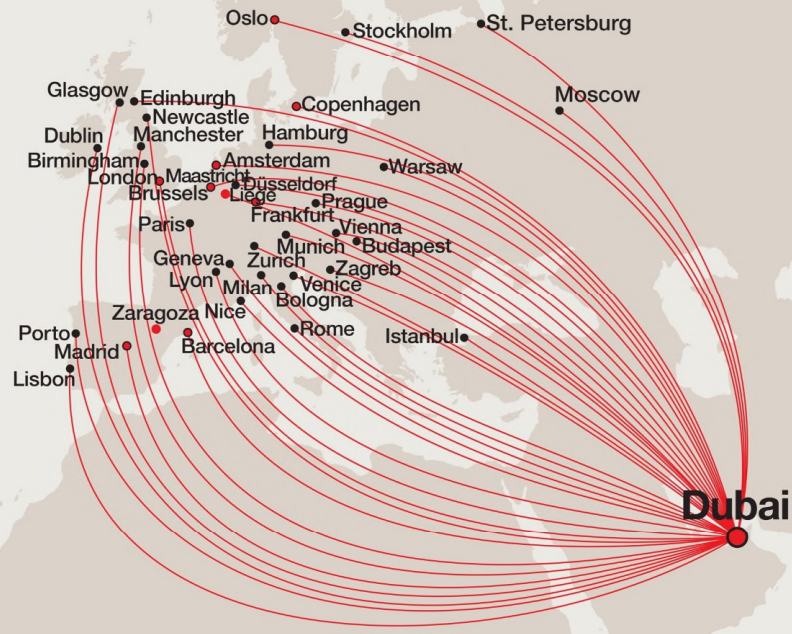 Oslo
Stockholm
St. Petersburg
Glasgow
Edinburgh
Copenhagen
Moscow
Newcastle
Dublin
Manchester
Hamburg
Birmingham
Amsterdam
Warsaw
London
Maastricht
Düsseldorf
Brussels
Liege
Prague
Frankfurt
Paris
Vienna
Munich
Budapest
Geneva
Zurich
Zagreb
Lyon
Milan
Venice
Bologna
Zaragoza
Nice
Porto
Rome
Istanbul
Madrid
Barcelona
Lisbon
Dubai